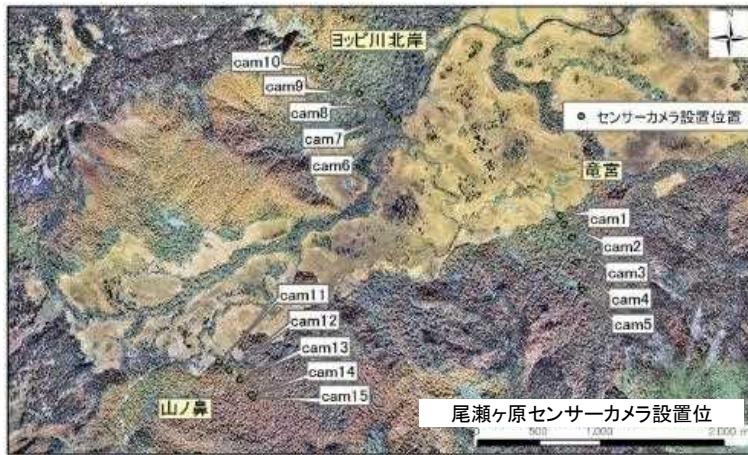 ヨッピ川北岸
cam10
cam9
cam8
cam7
cam6
センサーカメラ設置位置
竜宮
cam1
cam2
cam3
cam4
cam5
cam11
cam12
cam13
cam14
cam15
山ノ鼻
尾瀬ヶ原センサーカメラ設置位
500
1,000
2,000 m